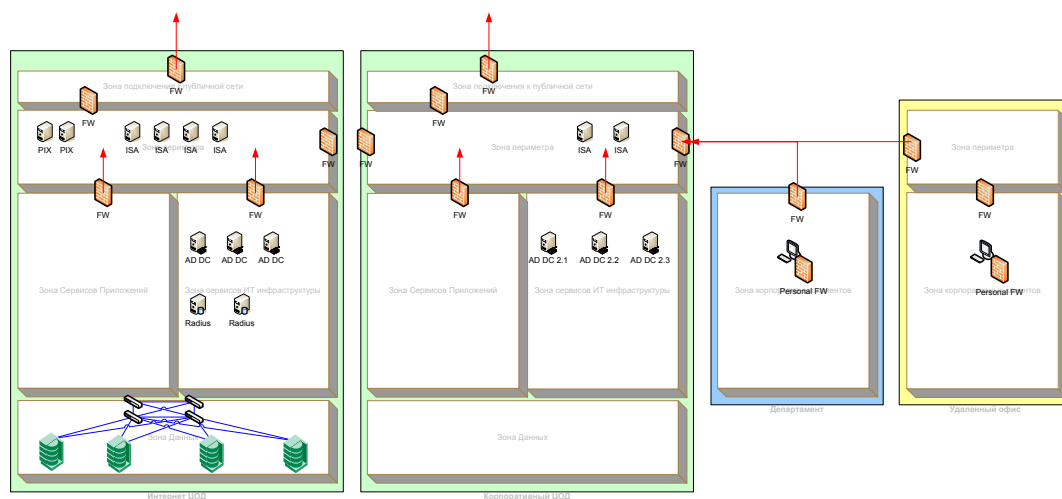 Зона подключения к публичной сети
FW
FW
PIX
PIX
ISA
ISA
ISA
ISA
Зона периметра
FW
FW
FW
AD DC
AD DC
AD DC
Зона Сервисов Приложений
Зона сервисов ИТ инфраструктуры
Radius
Radius
Зона Данных
Интернет ЦОД
Зона подключения к публичной сети
FW
FW
FW
ISA
ISA
Зона периметра
FW
FW
FW
AD DC 2.1
AD DC 2.2
AD DC 2.3
Зона Сервисов Приложений
Зона сервисов ИТ инфраструктуры
Зона Данных
Корпоративный ЦОД
FW
Personal FW
Департамент
Зона периметра
FW
FW
Personal FW
Удаленный офис